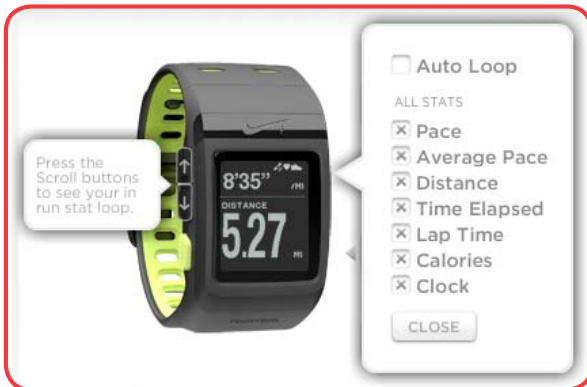 Press the
Scroll buttons
to see your in
run stat loop.
8'35"
/MI
DISTANCE
5.27
MI
Auto Loop
ALL STATS
Pace
Average Pace
Distance
Time Elapsed
Lap Time
Calories
Clock
CLOSE